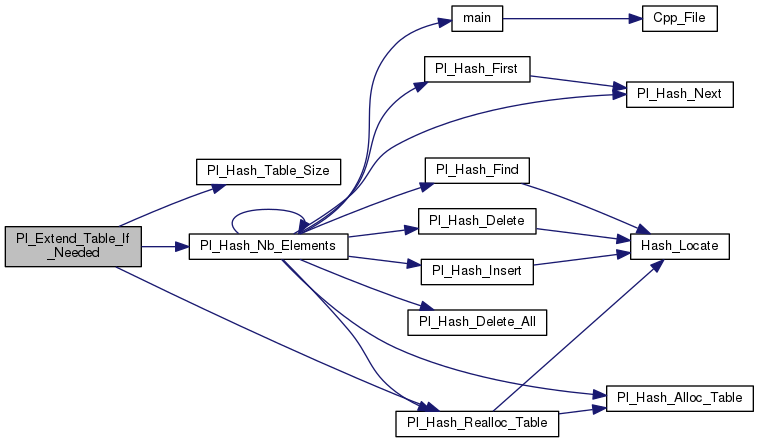 main
Cpp_File
Pl_Hash_First
Pl_Hash_Next
Pl_Hash_Table_Size
Pl_Hash_Find
Pl_Hash_Delete
Pl_Extend_Table_If
_Needed
Pl_Hash_Nb_Elements
Hash_Locate
Pl_Hash_Insert
Pl_Hash_Delete_All
Pl_Hash_Alloc_Table
Pl_Hash_Realloc_Table